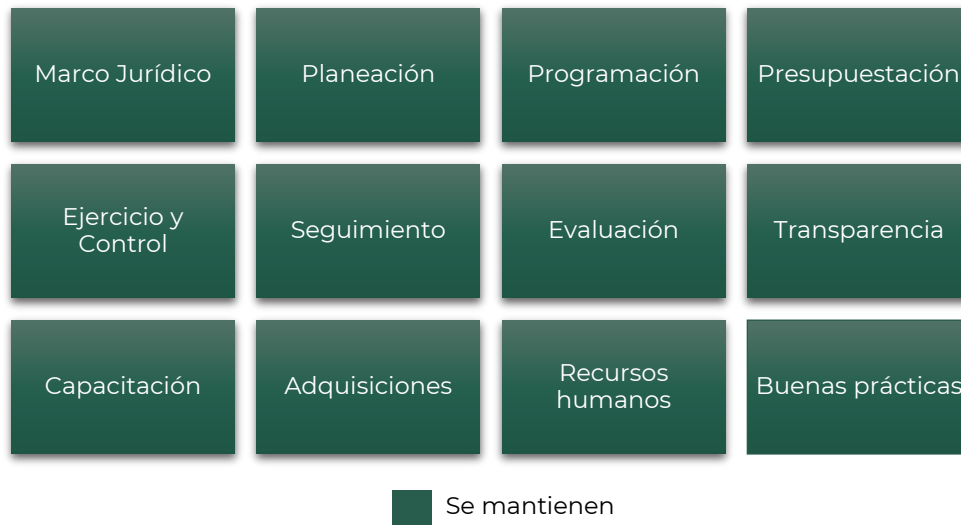 Marco Jurídico
Planeación
Programación
Presupuestación
Ejercicio y
Control
Seguimiento
Evaluación
Transparencia
Capacitación
Adquisiciones
Recursos
humanos
Buenas prácticas
Se mantienen